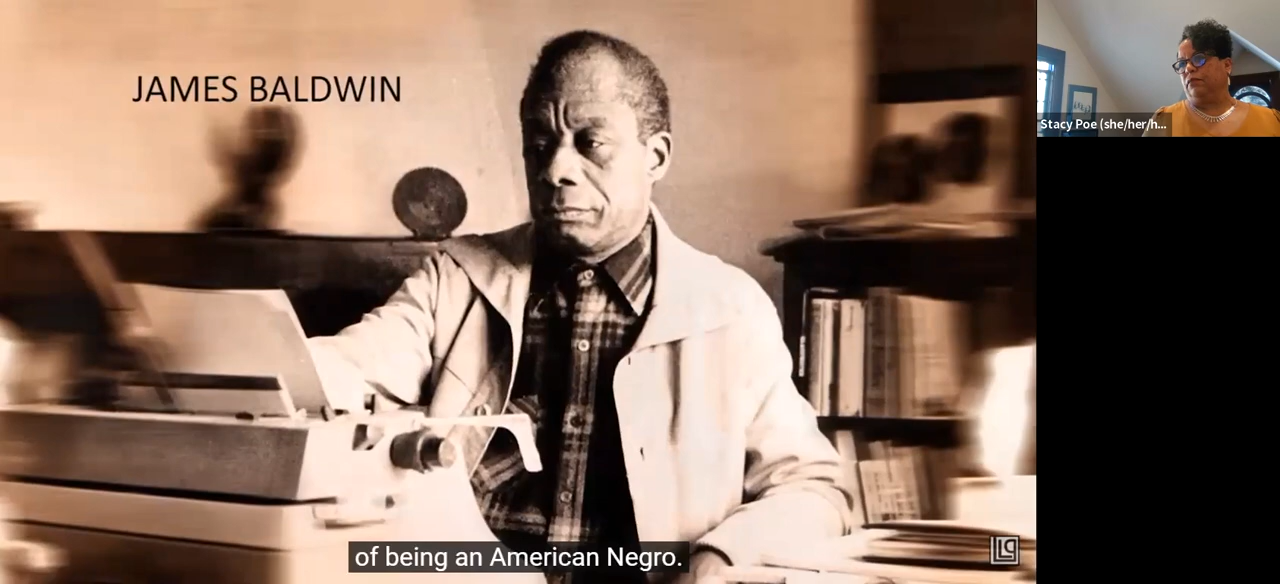 JAMES BALDWIN
Stacy Poe (she/her/h...
of being an American Negro.